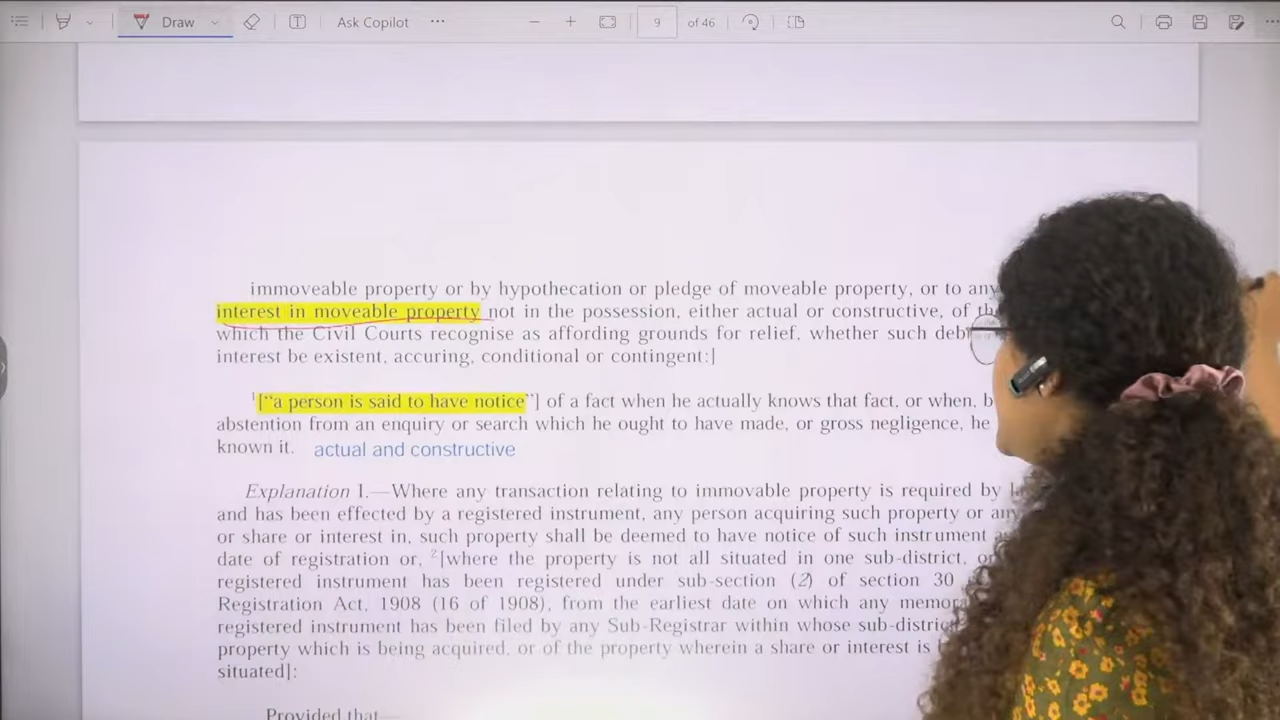 Draw
Ask Copilot
9 of 46
immoveable property or by hypothecation or pledge of moveable property, or to any
interest in moveable property not in the possession, either actual or constructive, of
which the Civil Courts recognise as affording grounds for relief, whether such
interest be existent, accuring, conditional or contingent:]
1[“a person is said to have notice”] of a fact when he actually knows that fact, or when,
abstention from an enquiry or search which he ought to have made, or gross negligence, he
known it. actual and constructive
Explanation I.—Where any transaction relating to immovable property is required by
and has been effected by a registered instrument, any person acquiring such property or any
or share or interest in, such property shall be deemed to have notice of such instrument
date of registration or, 2[where the property is not all situated in one sub-district,
registered instrument has been registered under sub-section (2) of section 30
Registration Act, 1908 (16 of 1908), from the earliest date on which any
registered instrument has been filed by any Sub-Registrar within whose
property which is being acquired, or of the property wherein a share or interest is
situated]:
Provided that—